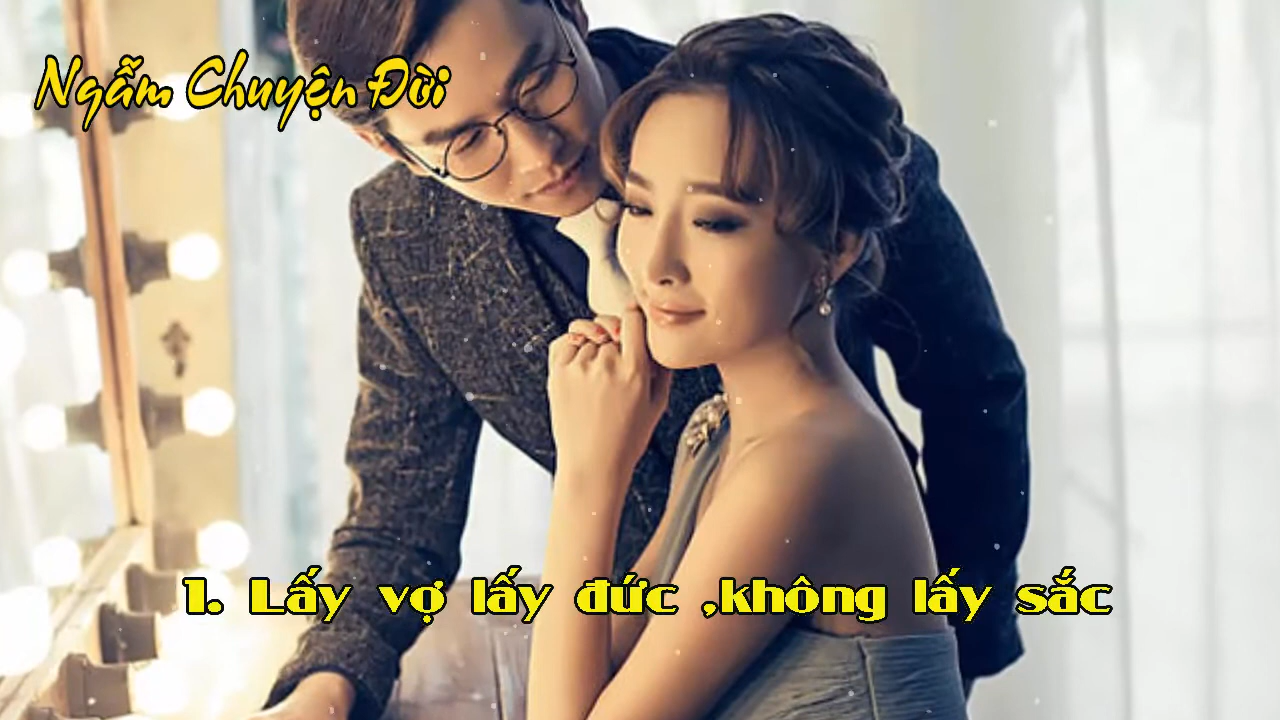 Ngẫm Chuyện Đời
1. Lấy vợ lấy đức ,không lấy sắc